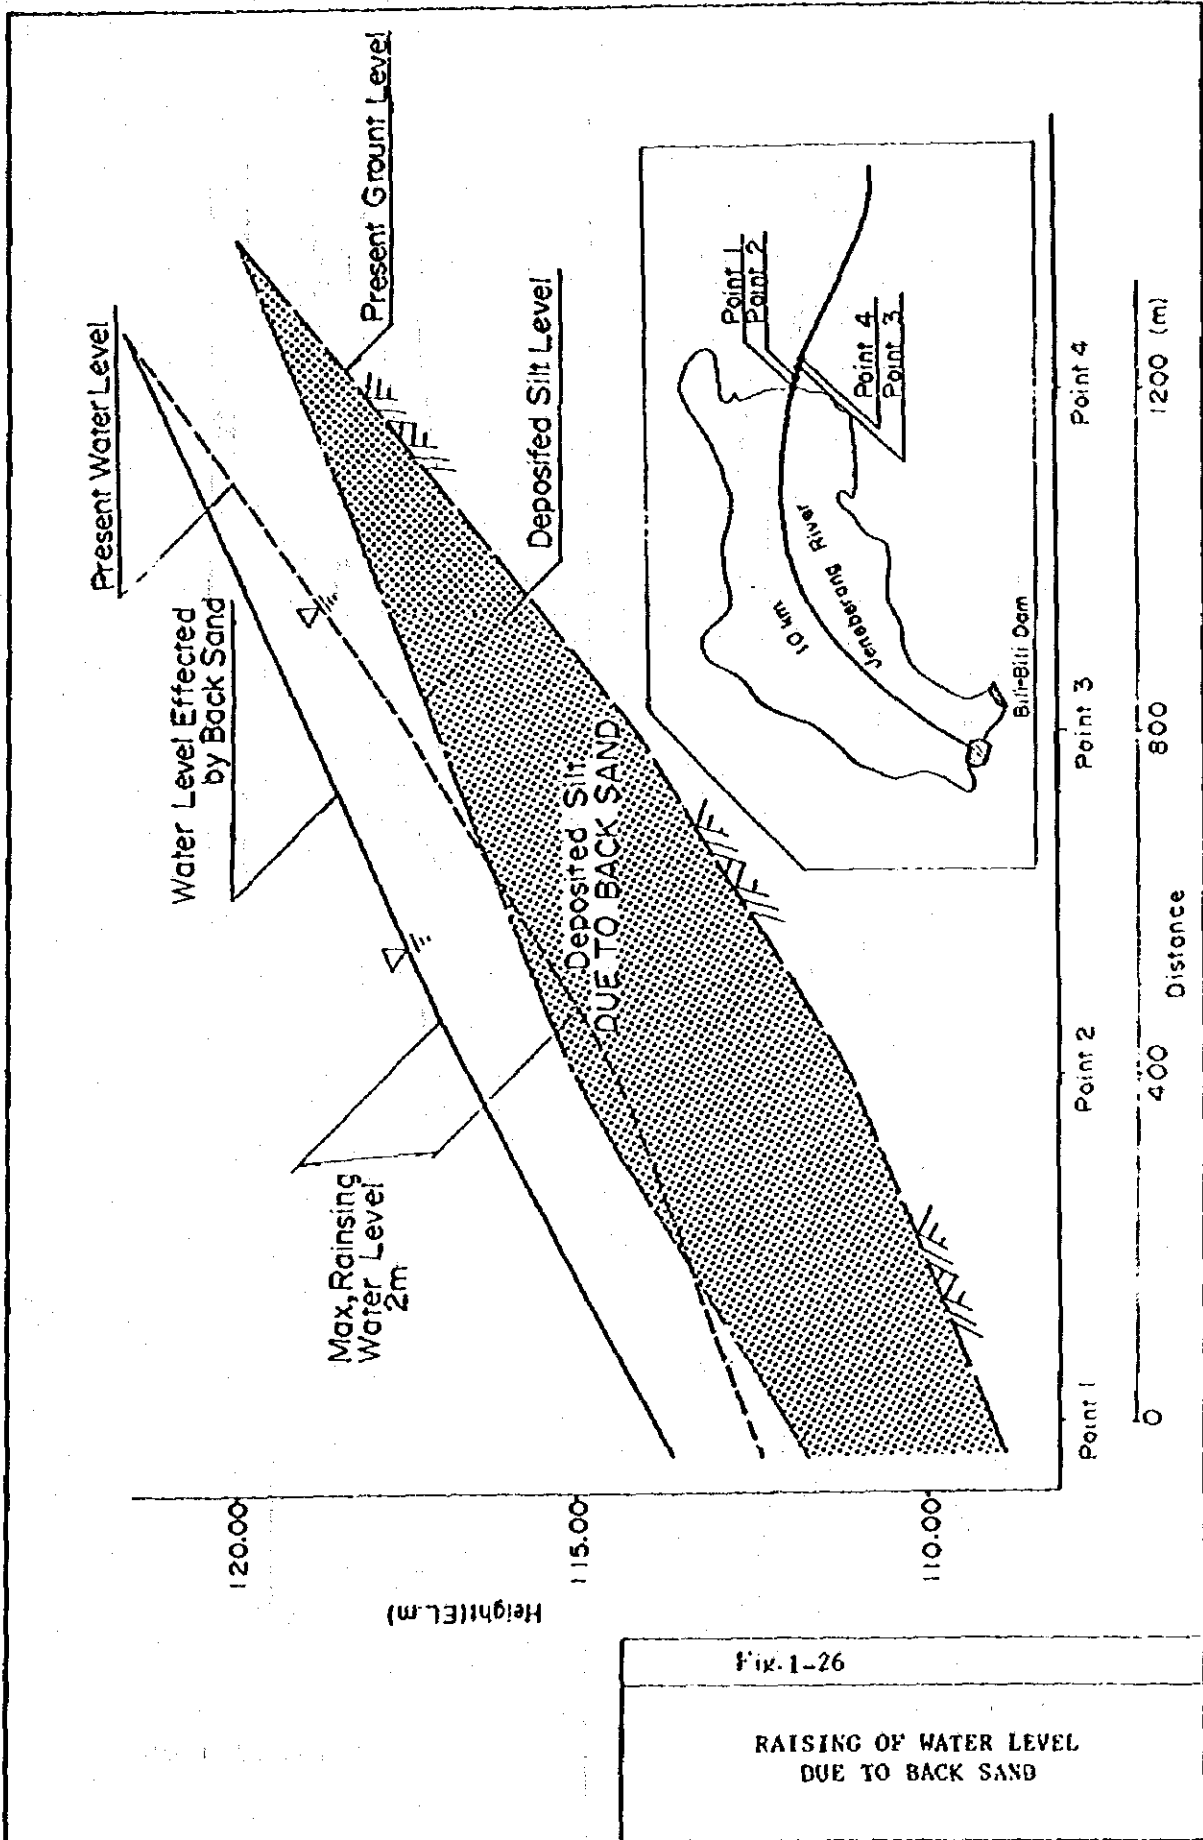 Present Water Level
Water Level Effected
by Back Sand
Max, Rainsing
Water Level
2m
Present Grount Level
Deposifed Silt Level
Deposited Silt
DUE TO BACK SAND
Height (EL.m)
120.00
115.00
110.00
Point 1
Point 2
Point 3
Point 4
0
400
800
1200 (m)
Distance
Point 1
Point 2
Point 4
Point 3
10 km
Jeneberang River
Bili-Bili Dam
Fig. 1-26
RAISING OF WATER LEVEL
DUE TO BACK SAND